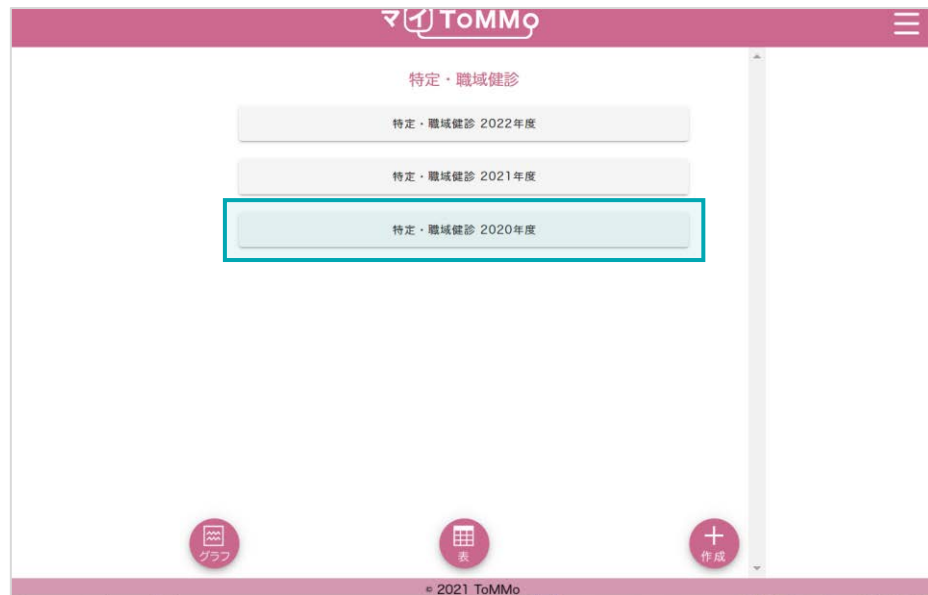 マイToMMo
特定・職域健診
特定・職域健診 2022年度
特定・職域健診 2021年度
特定・職域健診 2020年度
グラフ
表
作成
© 2021 ToMMo